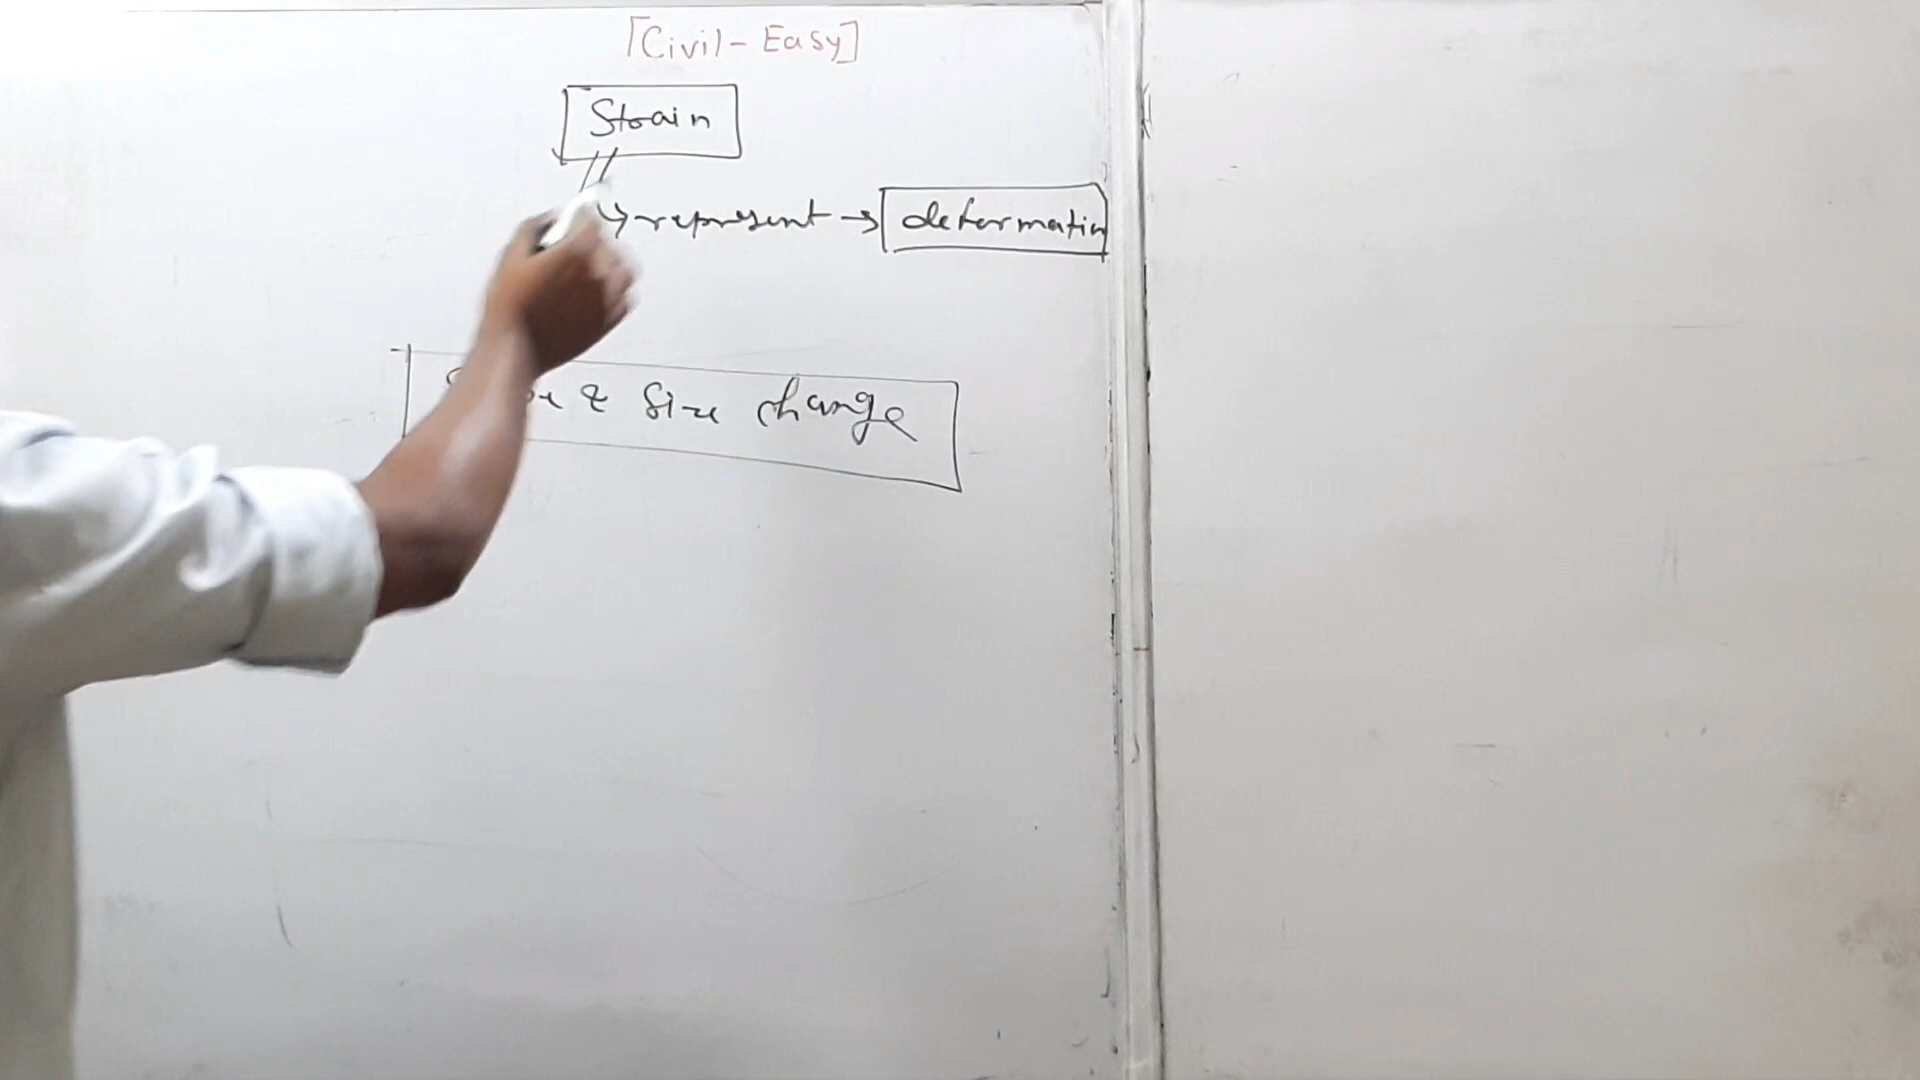 [Civil-Easy]
Strain
represent → deformation
& Size change